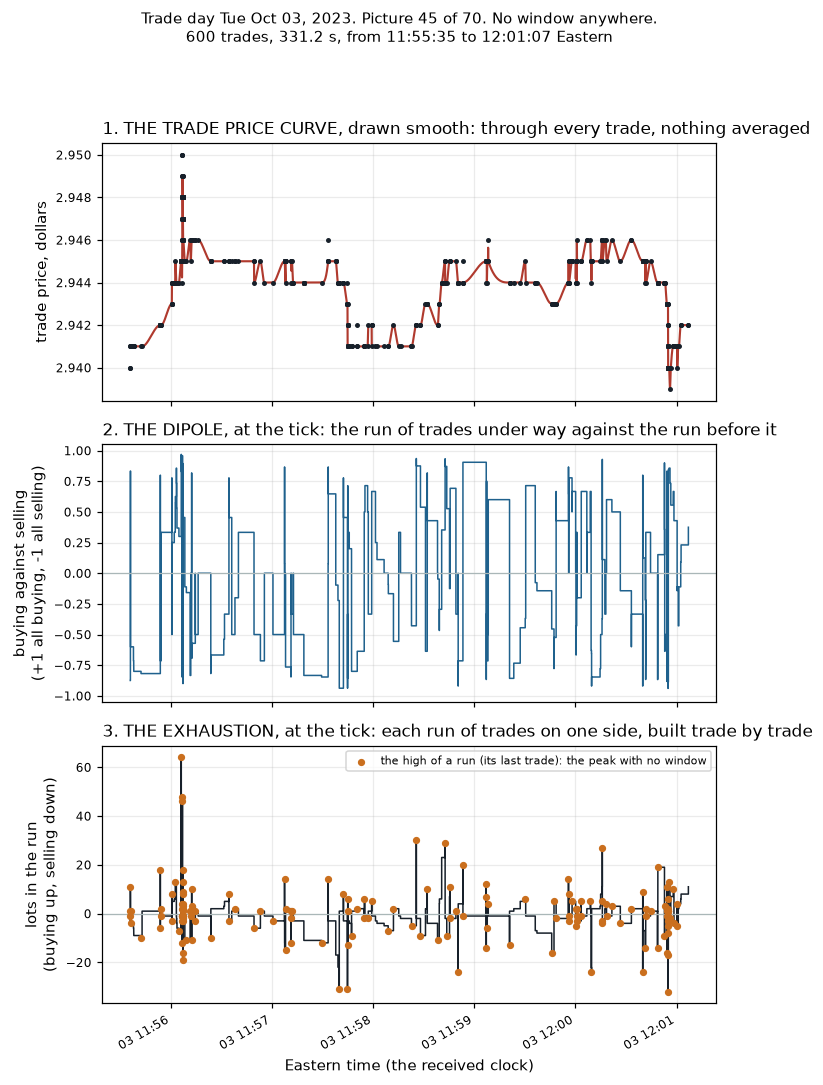 Trade day Tue Oct 03, 2023. Picture 45 of 70. No window anywhere.
600 trades, 331.2 s, from 11:55:35 to 12:01:07 Eastern
1. THE TRADE PRICE CURVE, drawn smooth: through every trade, nothing averaged
trade price, dollars
2.950
2.948
2.946
2.944
2.942
2.940
2. THE DIPOLE, at the tick: the run of trades under way against the run before it
buying against selling
(+1 all buying, -1 all selling)
1.00
0.75
0.50
0.25
0.00
−0.25
−0.50
−0.75
−1.00
3. THE EXHAUSTION, at the tick: each run of trades on one side, built trade by trade
lots in the run
(buying up, selling down)
60
40
20
0
−20
the high of a run (its last trade): the peak with no window
03 11:56
03 11:57
03 11:58
03 11:59
03 12:00
03 12:01
Eastern time (the received clock)